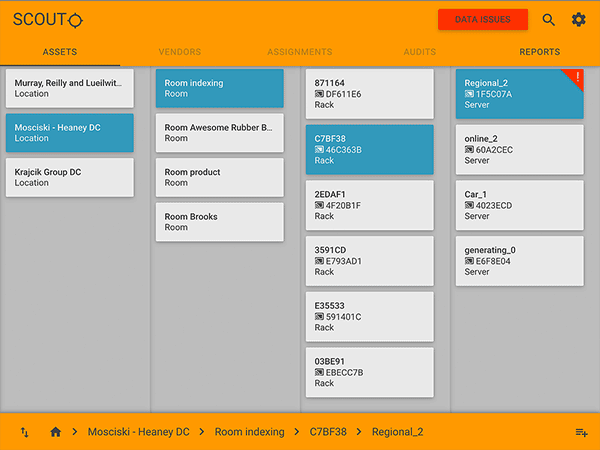 SCOUT
DATA ISSUES
ASSETS
VENDORS
ASSIGNMENTS
AUDITS
REPORTS
Murray, Reilly and Lueilwit...
Location
Mosciski - Heaney DC
Location
Krajcik Group DC
Location
Room indexing
Room
Room Awesome Rubber B...
Room
Room product
Room
Room Brooks
Room
871164
DF611E6
Rack
C7BF38
46C363B
Rack
2EDAF1
4F20B1F
Rack
3591CD
E793AD1
Rack
E35533
591401C
Rack
03BE91
EBECC7B
Rack
Regional_2
1F5C07A
Server
!
online_2
60A2CEC
Server
Car_1
4023ECD
Server
generating_0
E6F8E04
Server
Mosciski - Heaney DC > Room indexing > C7BF38 > Regional_2